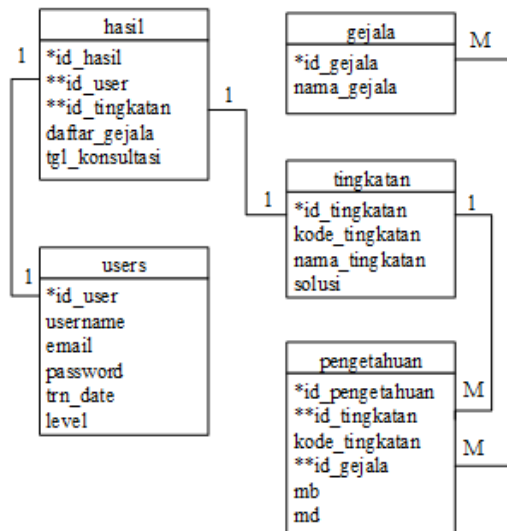 hasil
*id_hasil
**id_user
**id_tingkatan
daftar_gejala
tgl_konsultasi
1
1
users
*id_user
username
email
password
trn_date
level
1
gejala
*id_gejala
nama_gejala
M
tingkatan
*id_tingkatan
kode_tingkatan
nama_tingkatan
solusi
1
1
pengetahuan
*id_pengetahuan
**id_tingkatan
kode_tingkatan
**id_gejala
mb
md
M
M